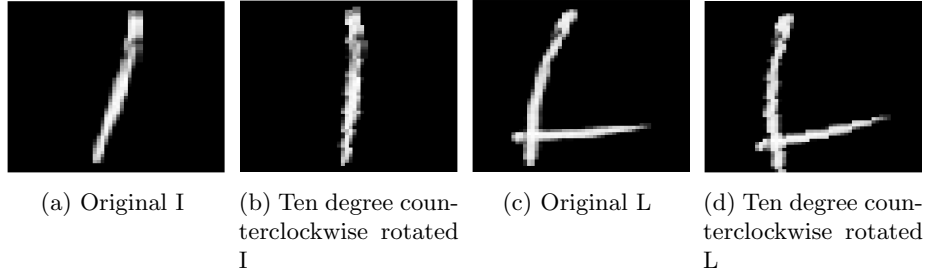 (a) Original I
(b) Ten degree coun-
terclockwise rotated
I
(c) Original L
(d) Ten degree coun-
terclockwise rotated
L